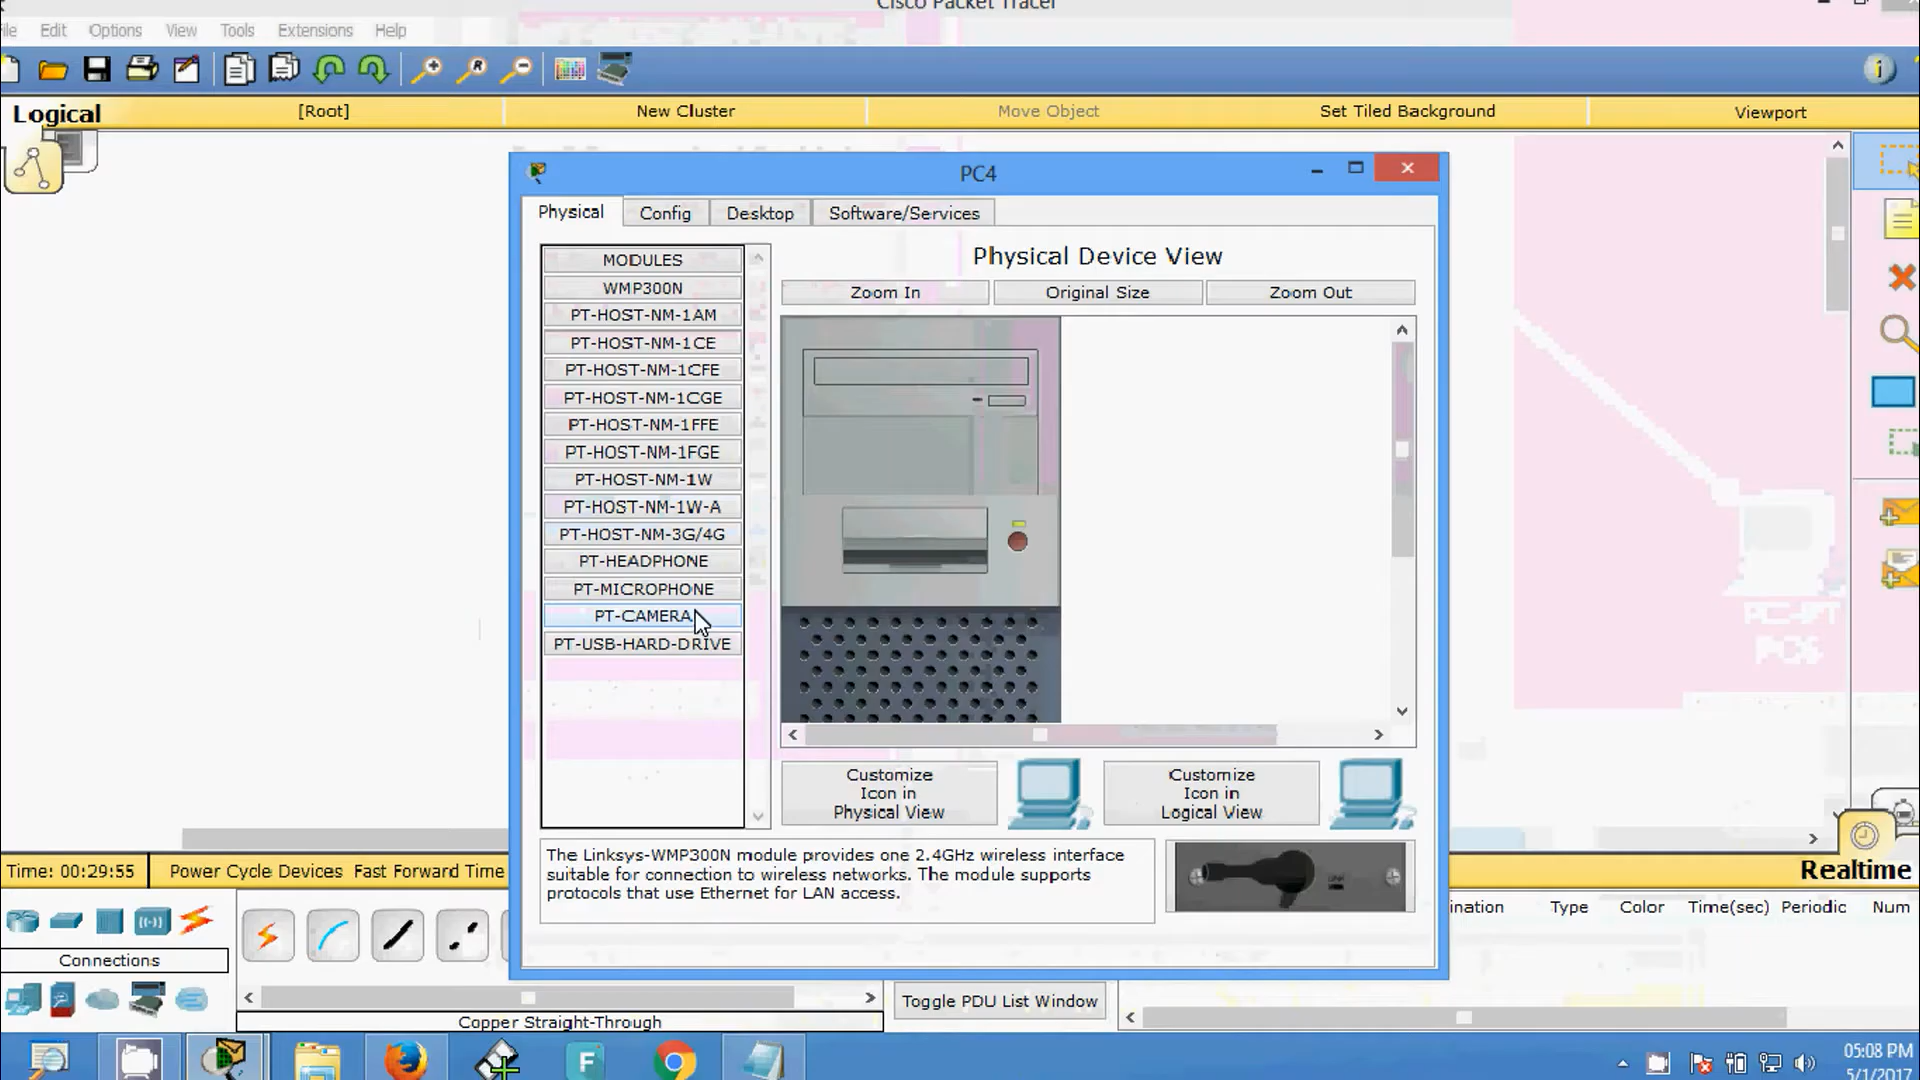 Cisco Packet Tracer
File Edit Options View Tools Extensions Help
Logical [Root] New Cluster Move Object Set Tiled Background Viewport
PC4
Physical Config Desktop Software/Services
MODULES
WMP300N
PT-HOST-NM-1AM
PT-HOST-NM-1CE
PT-HOST-NM-1CFE
PT-HOST-NM-1CGE
PT-HOST-NM-1FFE
PT-HOST-NM-1FGE
PT-HOST-NM-1W
PT-HOST-NM-1W-A
PT-HOST-NM-3G/4G
PT-HEADPHONE
PT-MICROPHONE
PT-CAMERA
PT-USB-HARD-DRIVE
Physical Device View
Zoom In Original Size Zoom Out
Customize
Icon in
Physical View
Customize
Icon in
Logical View
The Linksys-WMP300N module provides one 2.4GHz wireless interface
suitable for connection to wireless networks. The module supports
protocols that use Ethernet for LAN access.
PC-PT
Time: 00:29:55 Power Cycle Devices Fast Forward Time
Realtime
ination Type Color Time(sec) Periodic Num
Connections
Toggle PDU List Window
Copper Straight-Through
05:08 PM
5/1/2017